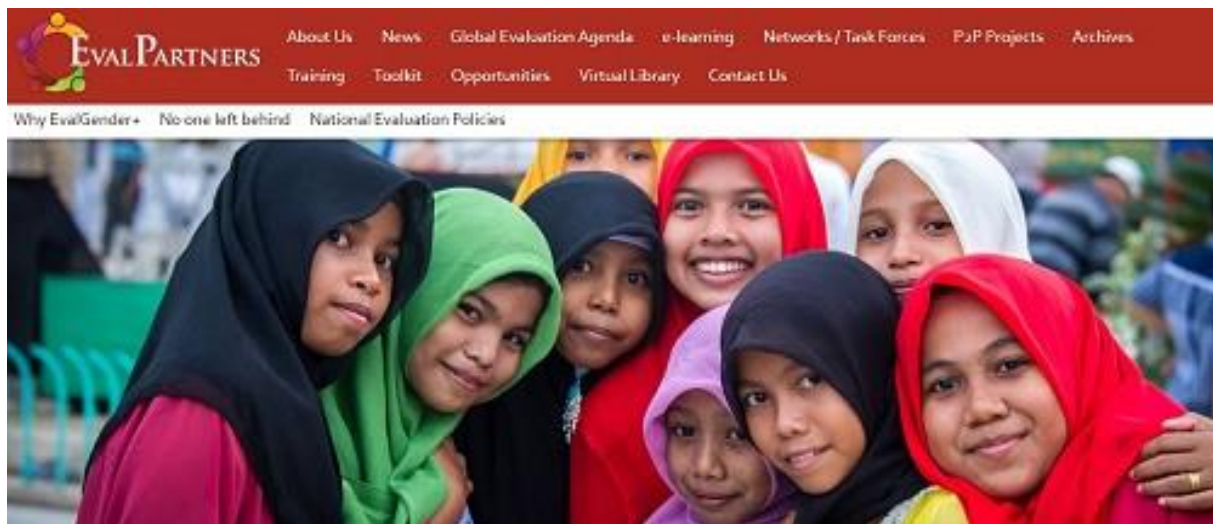 EVALPARTNERS
About Us News Global Evaluation Agenda e-learning Networks / Task Forces P2P Projects Archives
Training Toolkit Opportunities Virtual Library Contact Us
Why EvalGender+ No one left behind National Evaluation Policies